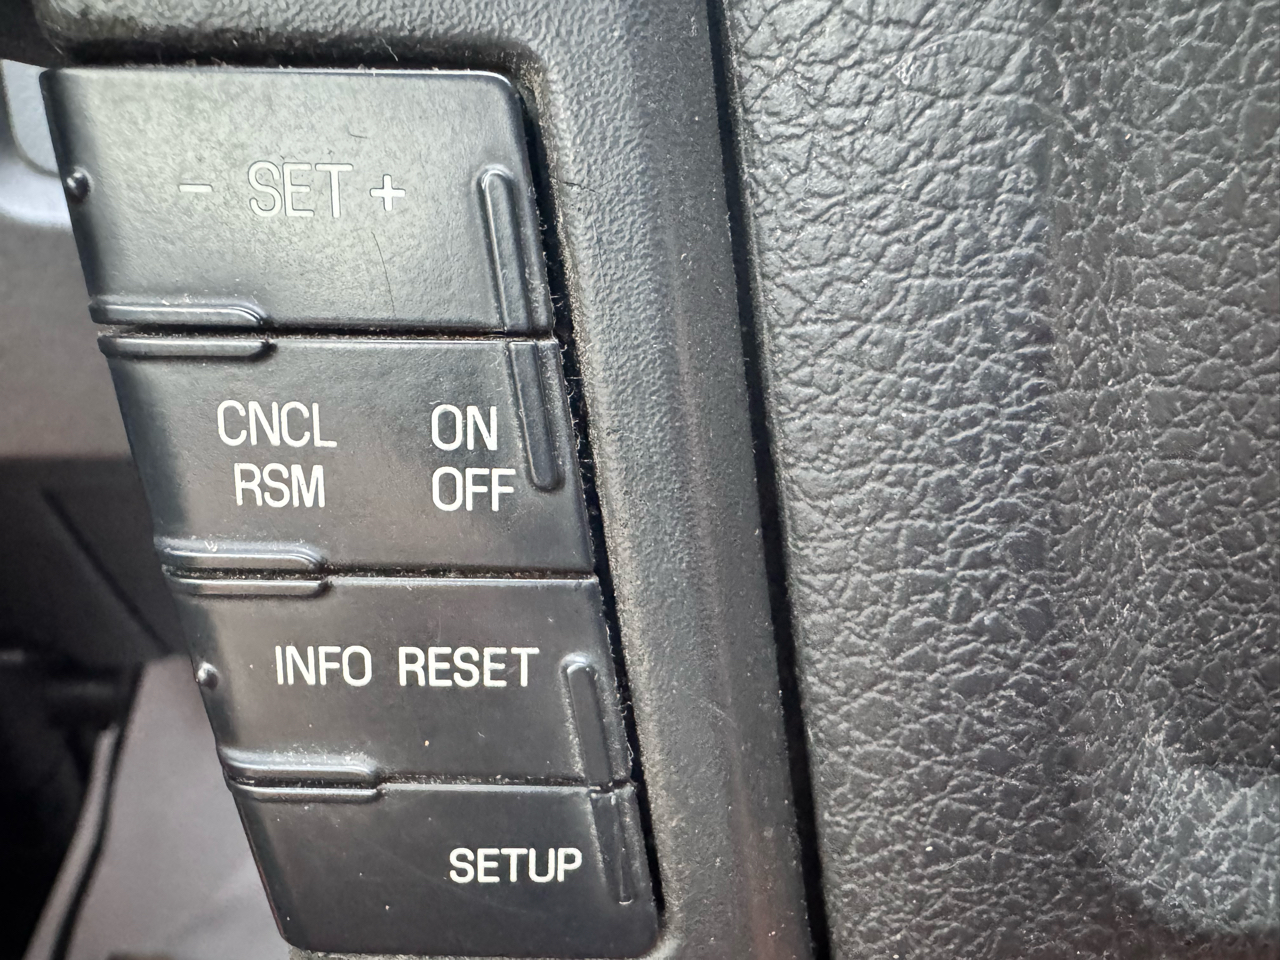 - SET +
CNCL ON
RSM OFF
INFO RESET
SETUP